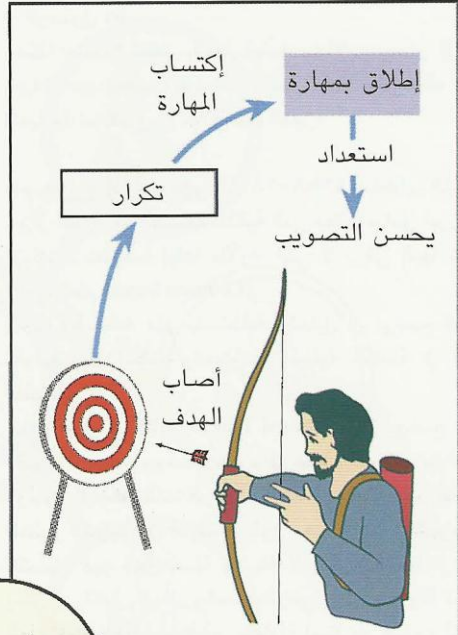 إكتساب
المهارة
إطلاق بمهارة
استعداد
تكرار
يحسن التصويب
أصاب
الهدف